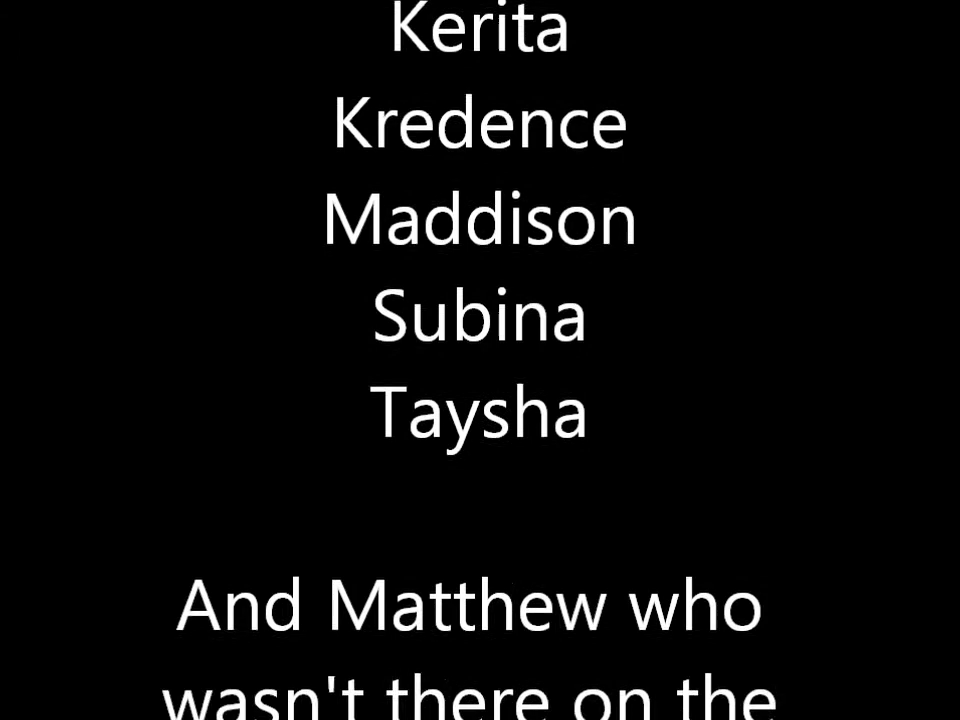 Kerita
Kredence
Maddison
Subina
Taysha
And Matthew who
wasn't there on the